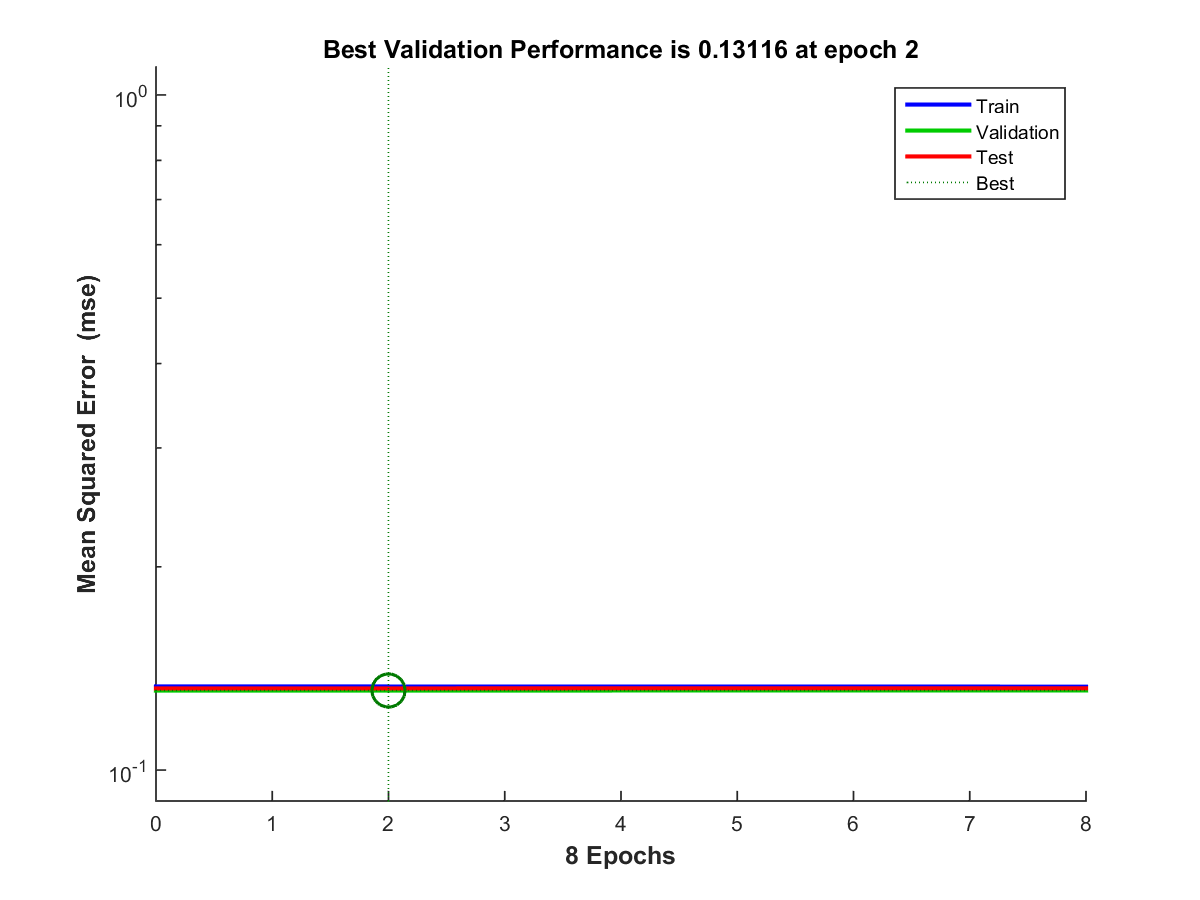 Best Validation Performance is 0.13116 at epoch 2
10^0
Train
Validation
Test
Best
Mean Squared Error (mse)
10^-1
0 1 2 3 4 5 6 7 8
8 Epochs